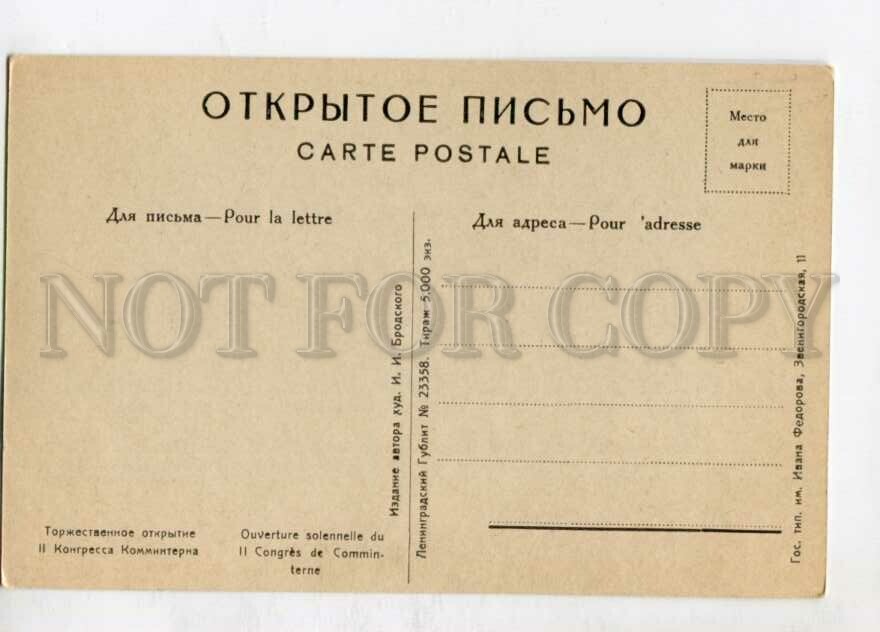 ОТКРЫТОЕ ПИСЬМО
CARTE POSTALE
Место
для
марки
Для письма — Pour la lettre
Для адреса — Pour 'adresse
NOT FOR COPY
Издание автора худ. И. И. Бродского
Ленинградский Гублит № 23358. Тираж 5.000 экз.
Гос. тип. им. Ивана Федорова, Звенигородская, 11
Торжественное открытие
II Конгресса Комминтерна
Ouverture solennelle du
II Congrès de Commin-
terne